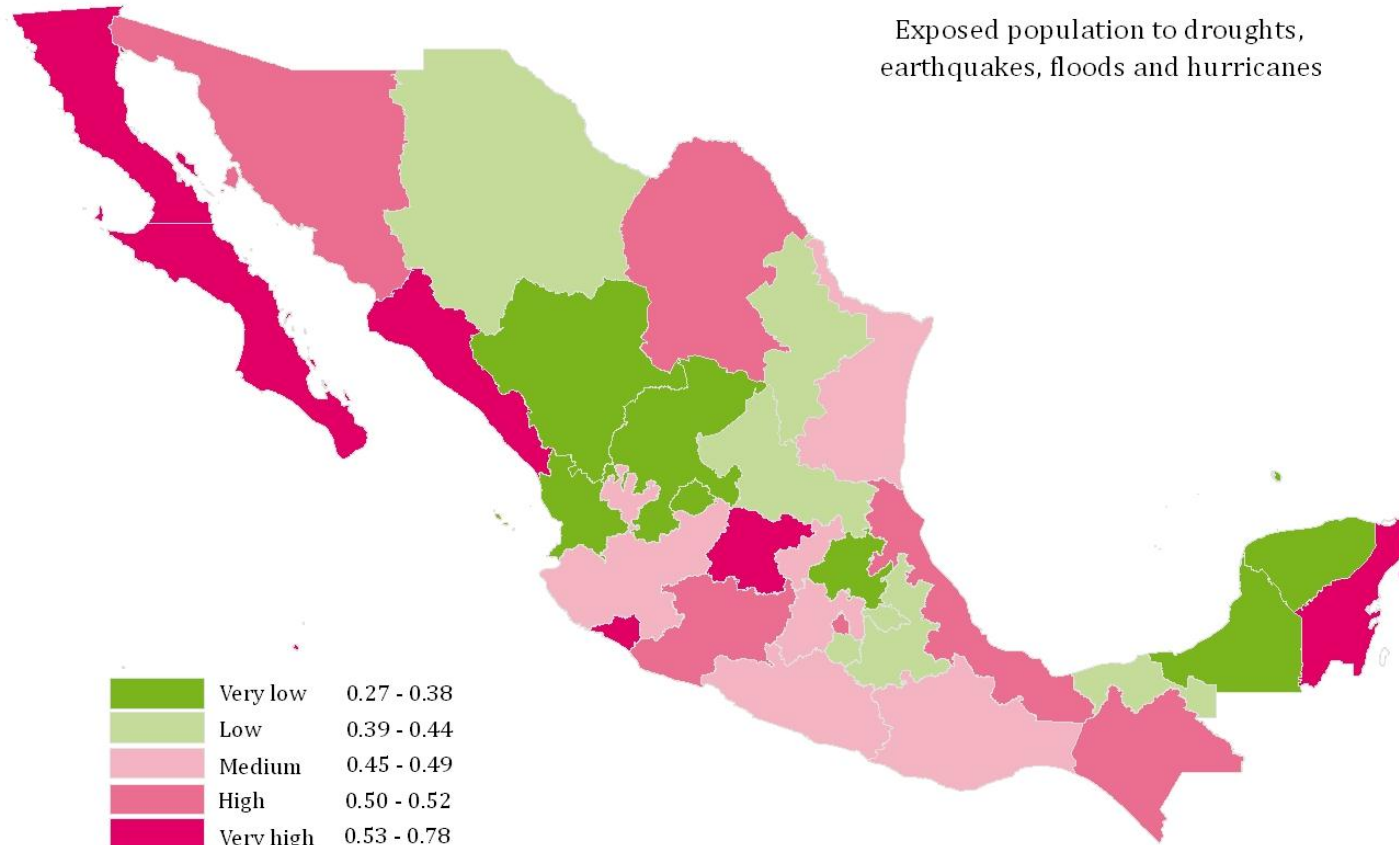 Exposed population to droughts,
earthquakes, floods and hurricanes
Very low 0.27 - 0.38
Low 0.39 - 0.44
Medium 0.45 - 0.49
High 0.50 - 0.52
Very high 0.53 - 0.78